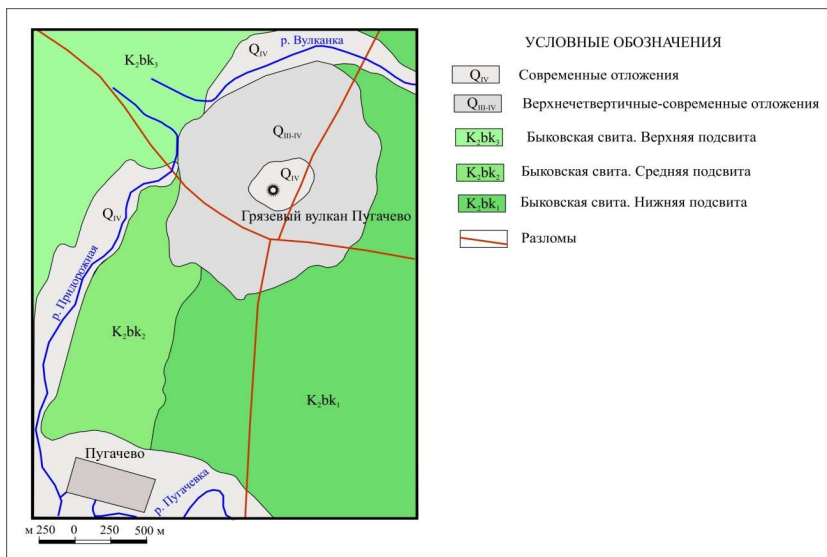 K₂bk₃
Q_IV
р. Вулканка
Q_III-IV
Q_IV
Грязевый вулкан Пугачево
Q_IV
р. Придорожная
K₂bk₂
K₂bk₁
Пугачево
р. Пугачевка
м 250 0 250 500 м
УСЛОВНЫЕ ОБОЗНАЧЕНИЯ
Q_IV Современные отложения
Q_III-IV Верхнечетвертичные-современные отложения
K₂bk₃ Быковская свита. Верхняя подсвита
K₂bk₂ Быковская свита. Средняя подсвита
K₂bk₁ Быковская свита. Нижняя подсвита
Разломы